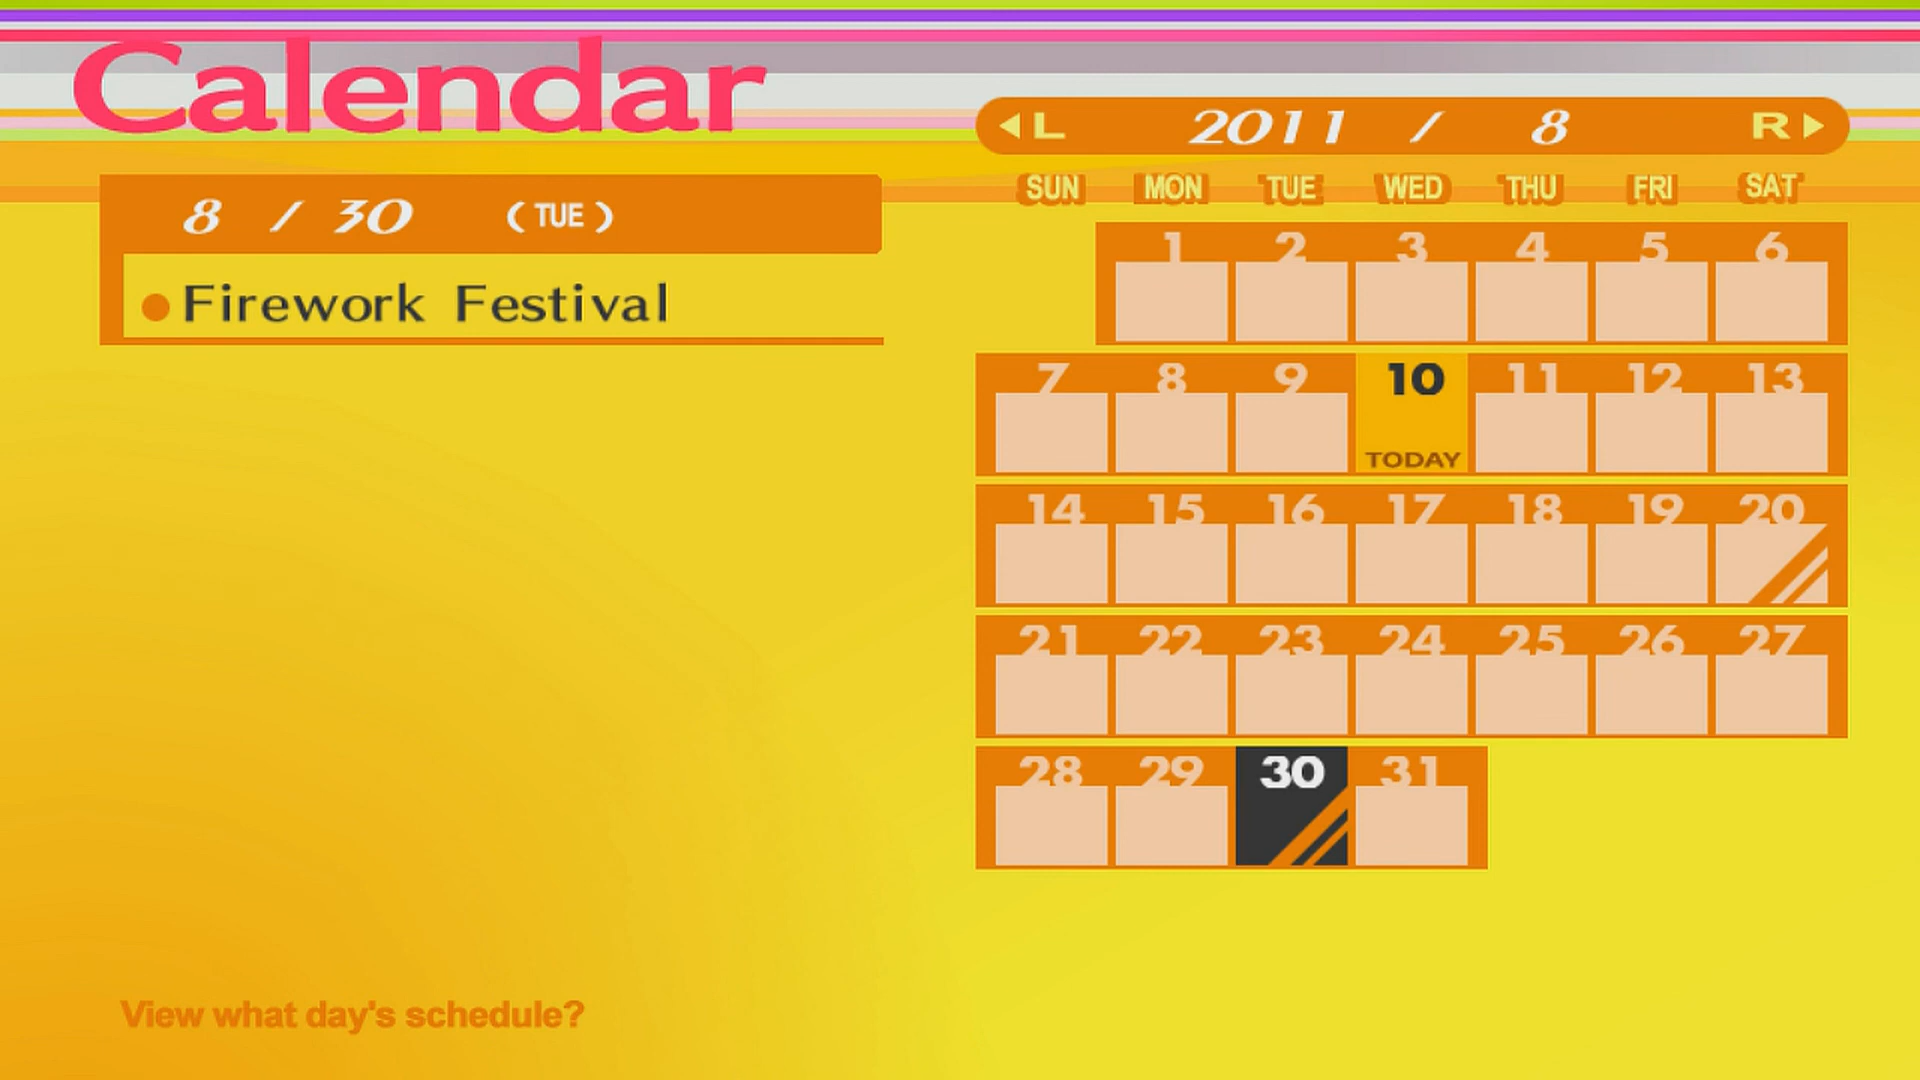 Calendar
8 / 30 ( TUE )
Firework Festival
L 2011 / 8 R
SUN MON TUE WED THU FRI SAT
1 2 3 4 5 6
7 8 9 10 11 12 13
TODAY
14 15 16 17 18 19 20
21 22 23 24 25 26 27
28 29 30 31
View what day's schedule?